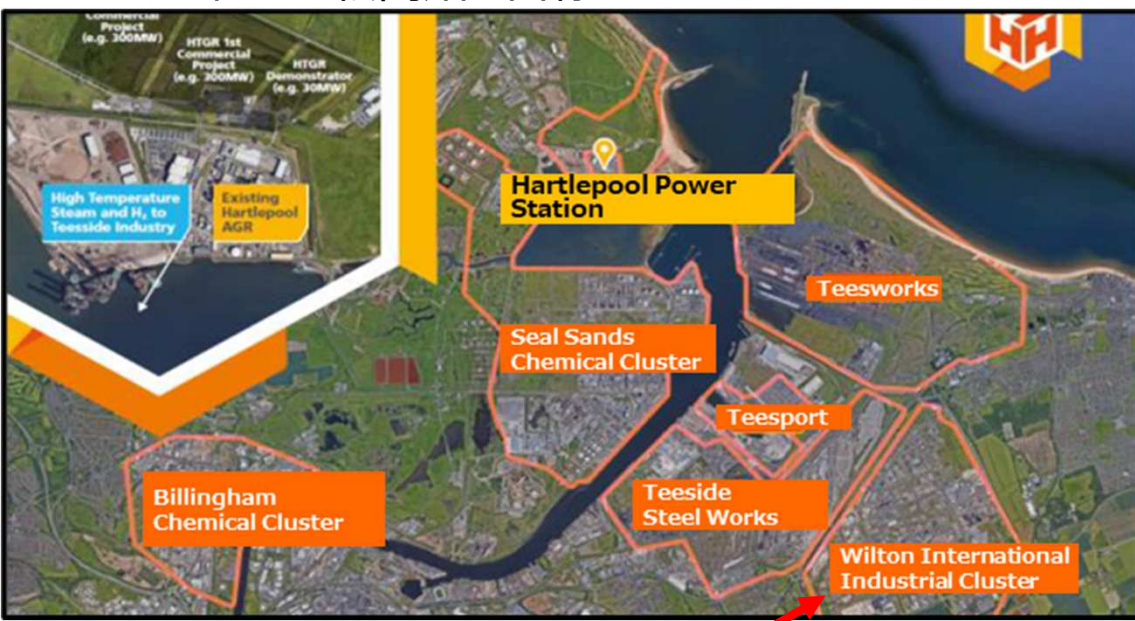 Commercial
Project
(e.g. 300MW)
HTGR 1st
Commercial
Project
(e.g. 300MW)
HTGR
Demonstrator
(e.g. 30MW)
High Temperature
Steam and H, to
Teesside Industry
Existing
Hartlepool
AGR
HH
Hartlepool Power
Station
Teesworks
Seal Sands
Chemical Cluster
Teesport
Billingham
Chemical Cluster
Teeside
Steel Works
Wilton International
Industrial Cluster